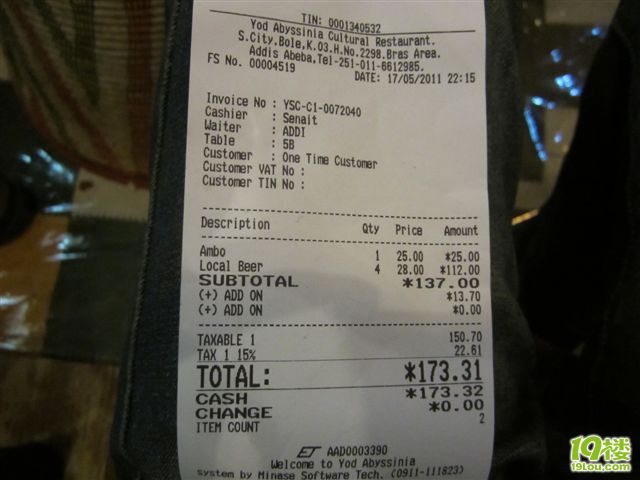 TIN: 0001340532
Yod Abyssinia Cultural Restaurant.
S.City.Bole,K.03.H.No.2298.Bras Area.
Addis Abeba,Tel-251-011-6612985.
FS No. 00004519
DATE: 17/05/2011 22:15
Invoice No : YSC-C1-0072040
Cashier : Senait
Waiter : ADDI
Table : 5B
Customer : One Time Customer
Customer VAT No :
Customer TIN No :
Description Qty Price Amount
Ambo 1 25.00 *25.00
Local Beer 4 28.00 *112.00
SUBTOTAL *137.00
(+) ADD ON *13.70
(+) ADD ON *0.00
TAXABLE 1 150.70
TAX 1 15% 22.61
TOTAL: *173.31
CASH *173.32
CHANGE *0.00
ITEM COUNT 2
ET AAD0003390
Welcome to Yod Abyssinia
system by Minase Software Tech. (0911-111823)
19楼
19lou.com